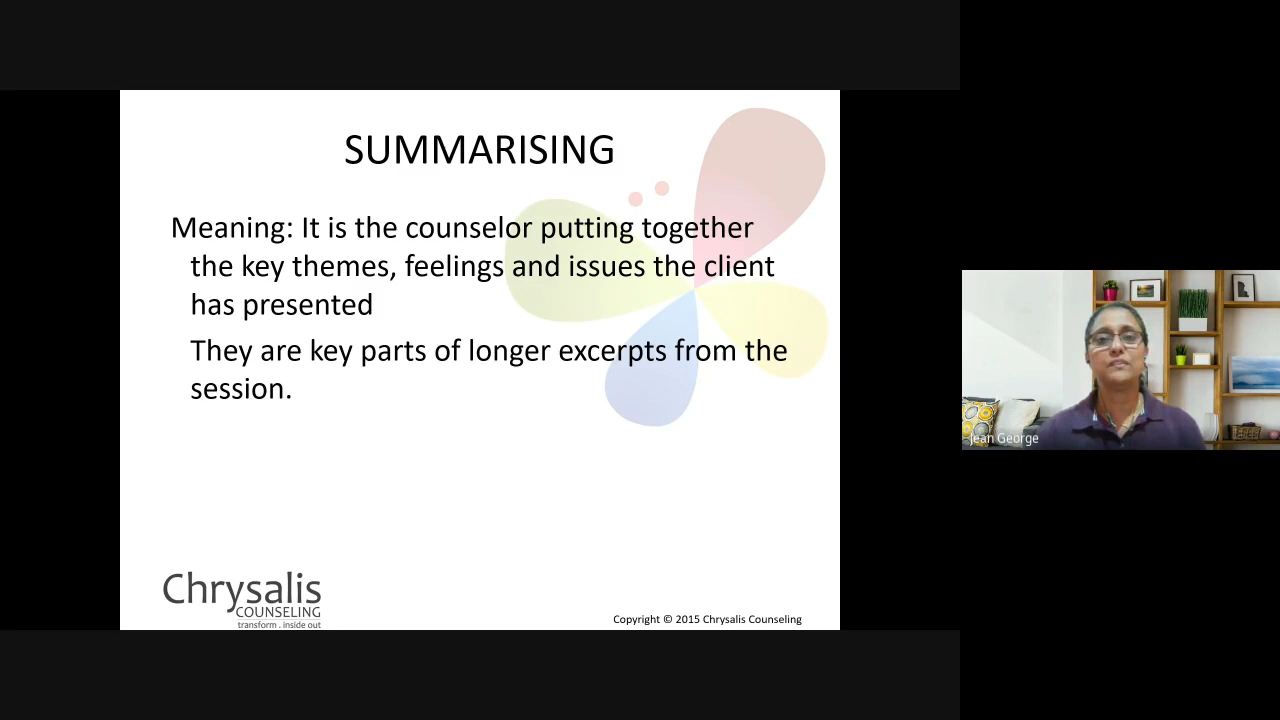 SUMMARISING
Meaning: It is the counselor putting together
the key themes, feelings and issues the client
has presented
They are key parts of longer excerpts from the
session.
Chrysalis
COUNSELING
transform . inside out
Copyright © 2015 Chrysalis Counseling
Jean George